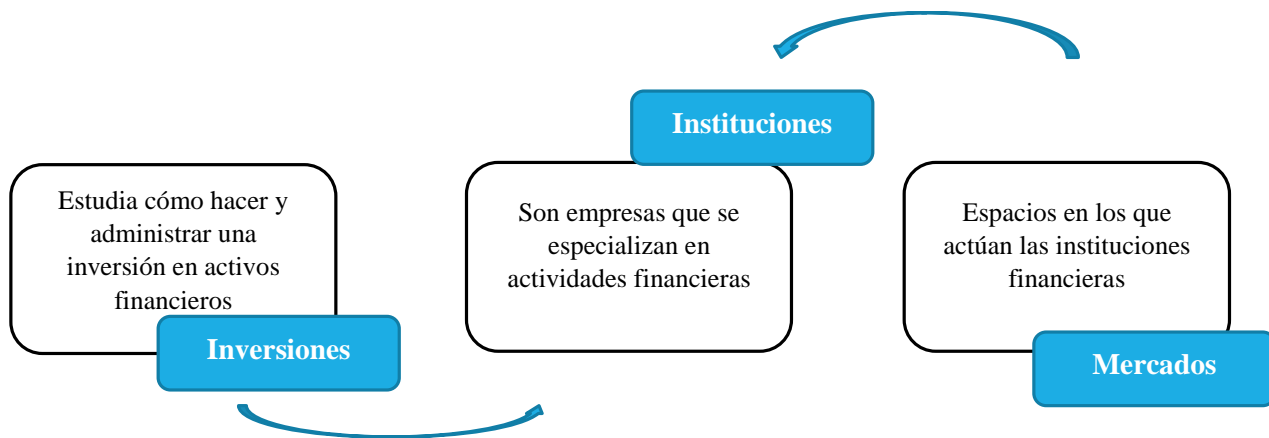 Estudia cómo hacer y
administrar una
inversión en activos
financieros
Inversiones
Instituciones
Son empresas que se
especializan en
actividades financieras
Espacios en los que
actúan las instituciones
financieras
Mercados